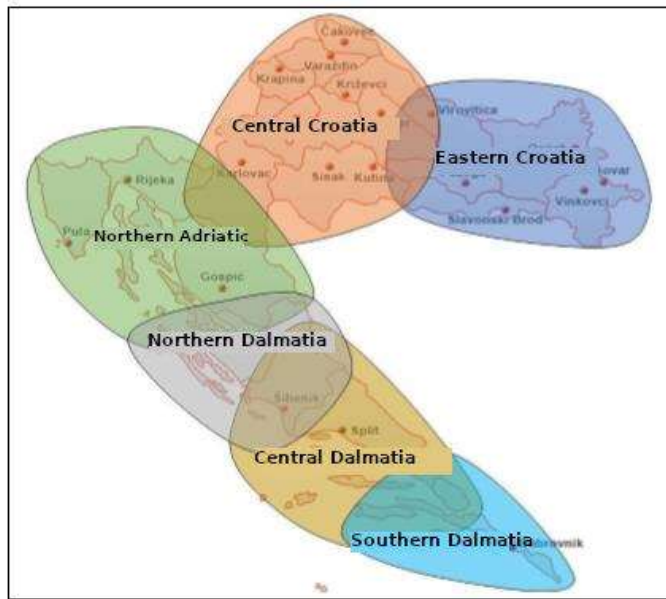 Čakovec
Varaždin
Krapina
Križevci
Central Croatia
Virovitica
Eastern Croatia
Karlovac
Sisak
Kutina
Rijeka
Vinkovci
Slavonski Brod
Pula
Northern Adriatic
Gospić
Northern Dalmatia
Šibenik
Split
Central Dalmatia
Southern Dalmatia